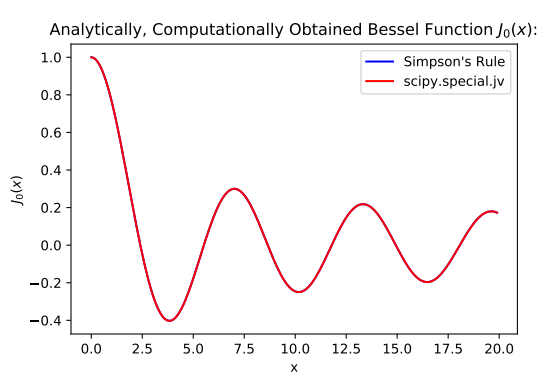 Analytically, Computationally Obtained Bessel Function J₀(x):
Simpson's Rule
scipy.special.jv
1.0
0.8
0.6
0.4
0.2
0.0
−0.2
−0.4
J₀(x)
0.0 2.5 5.0 7.5 10.0 12.5 15.0 17.5 20.0
x